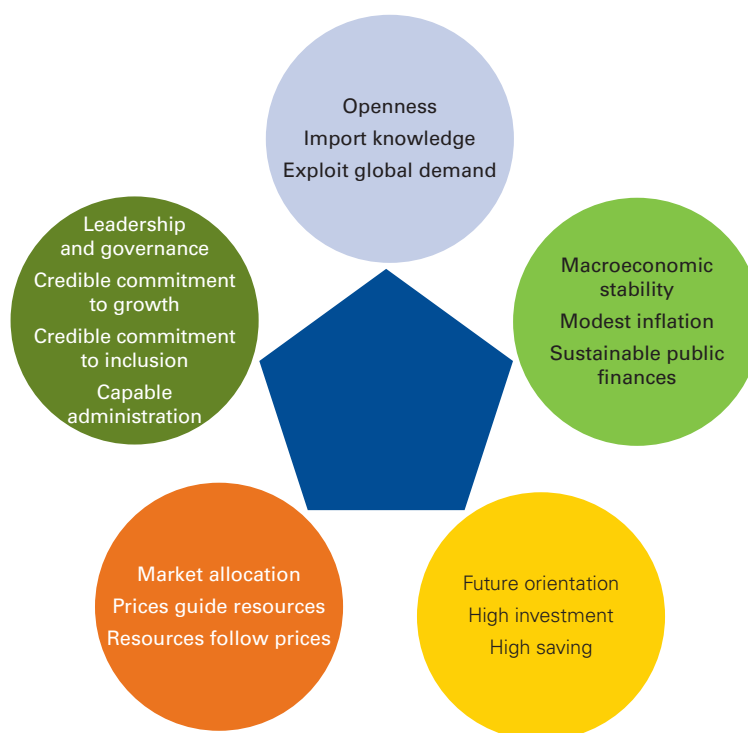 Openness
Import knowledge
Exploit global demand
Leadership
and governance
Credible commitment
to growth
Credible commitment
to inclusion
Capable
administration
Macroeconomic
stability
Modest inflation
Sustainable public
finances
Market allocation
Prices guide resources
Resources follow prices
Future orientation
High investment
High saving